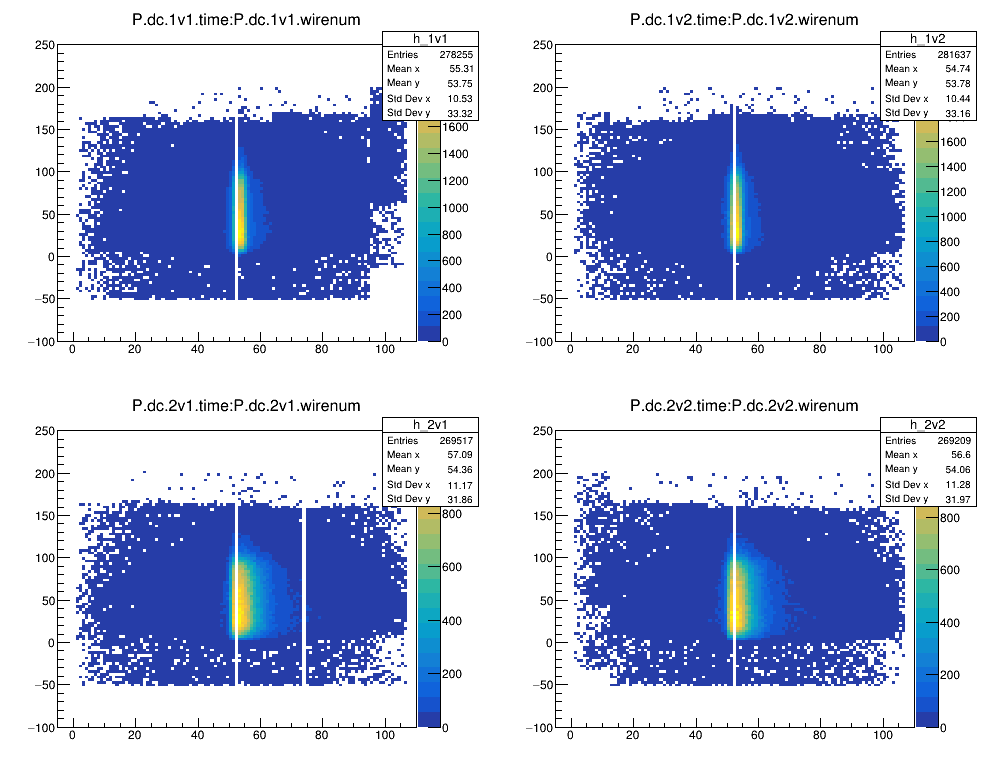 P.dc.1v1.time:P.dc.1v1.wirenum
h_1v1
Entries 278255
Mean x 55.31
Mean y 53.75
Std Dev x 10.53
Std Dev y 33.32
250
200
150
100
50
0
−50
−100
0 20 40 60 80 100
1600
1400
1200
1000
800
600
400
200
0
P.dc.1v2.time:P.dc.1v2.wirenum
h_1v2
Entries 281637
Mean x 54.74
Mean y 53.78
Std Dev x 10.44
Std Dev y 33.16
250
200
150
100
50
0
−50
−100
0 20 40 60 80 100
1600
1400
1200
1000
800
600
400
200
0
P.dc.2v1.time:P.dc.2v1.wirenum
h_2v1
Entries 269517
Mean x 57.09
Mean y 54.36
Std Dev x 11.17
Std Dev y 31.86
250
200
150
100
50
0
−50
−100
0 20 40 60 80 100
800
600
400
200
0
P.dc.2v2.time:P.dc.2v2.wirenum
h_2v2
Entries 269209
Mean x 56.6
Mean y 54.06
Std Dev x 11.28
Std Dev y 31.97
250
200
150
100
50
0
−50
−100
0 20 40 60 80 100
800
600
400
200
0